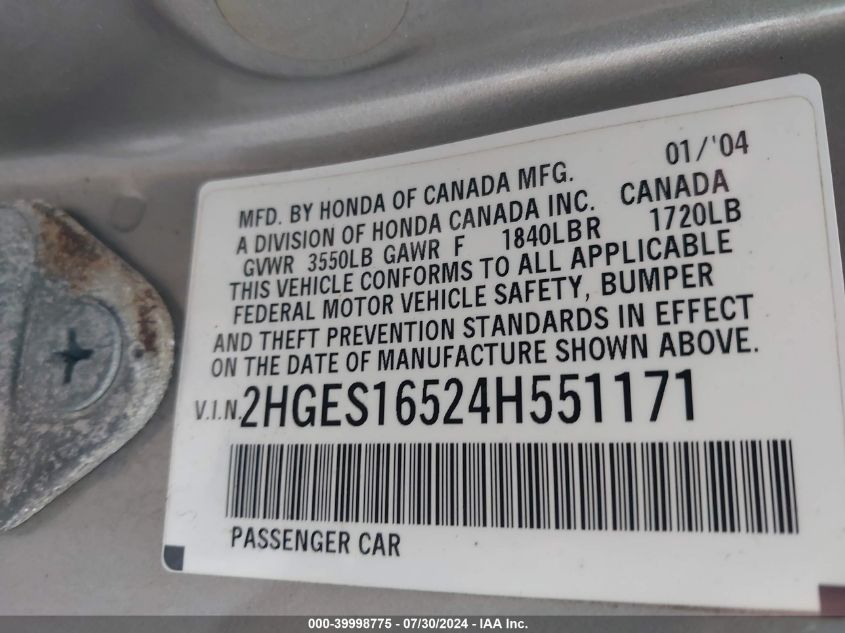 01/'04
MFD. BY HONDA OF CANADA MFG. CANADA
A DIVISION OF HONDA CANADA INC.
GVWR 3550LB GAWR F 1840LB R 1720LB
THIS VEHICLE CONFORMS TO ALL APPLICABLE
FEDERAL MOTOR VEHICLE SAFETY, BUMPER
AND THEFT PREVENTION STANDARDS IN EFFECT
ON THE DATE OF MANUFACTURE SHOWN ABOVE.
V.I.N. 2HGES16524H551171
PASSENGER CAR
000-39998775 / 07/30/2024 - IAA Inc.